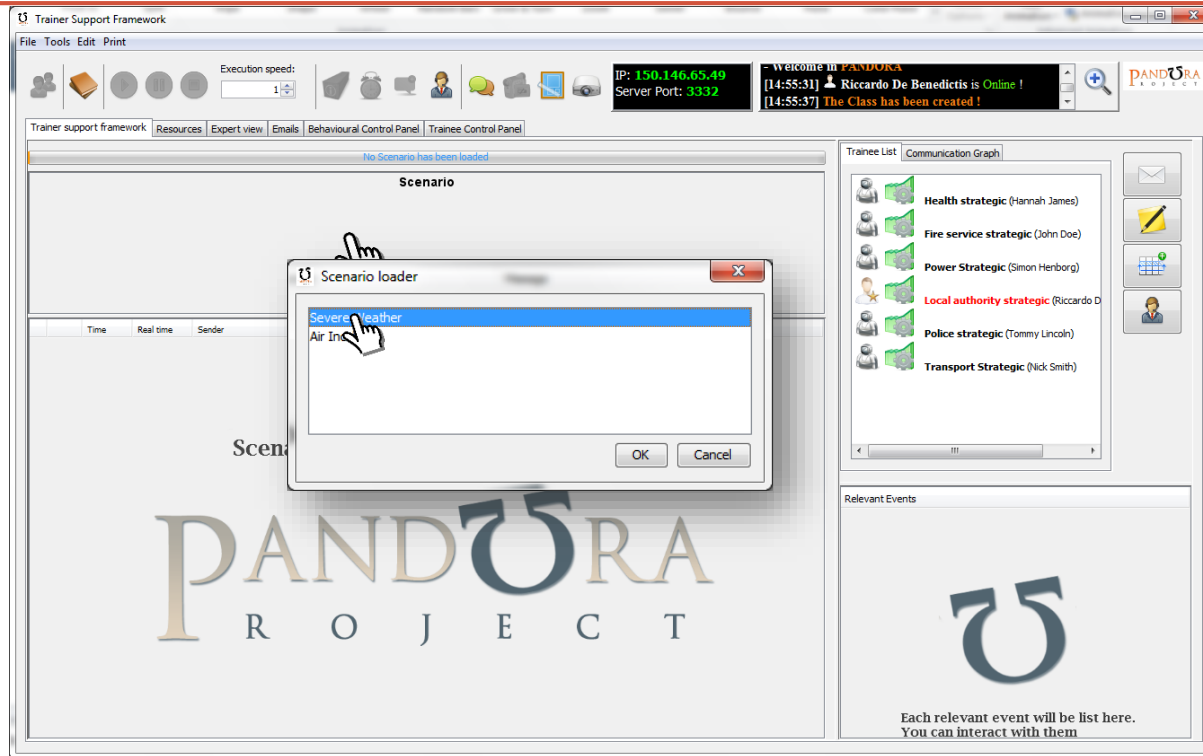 Trainer Support Framework
File Tools Edit Print
Execution speed:
1
IP: 150.146.65.49
Server Port: 3332
- Welcome in PANDORA
[14:55:31] Riccardo De Benedictis is Online !
[14:55:37] The Class has been created !
PANDORA
PROJECT
Trainer support framework Resources Expert view Emails Behavioural Control Panel Trainee Control Panel
No Scenario has been loaded
Scenario
Scenario loader
Severe Weather
Air
OK Cancel
Time Real time Sender
PANDORA
PROJECT
Trainee List Communication Graph
Health strategic (Hannah James)
Fire service strategic (John Doe)
Power Strategic (Simon Henborg)
Local authority strategic (Riccardo D
Police strategic (Tommy Lincoln)
Transport Strategic (Nick Smith)
Relevant Events
Each relevant event will be list here.
You can interact with them